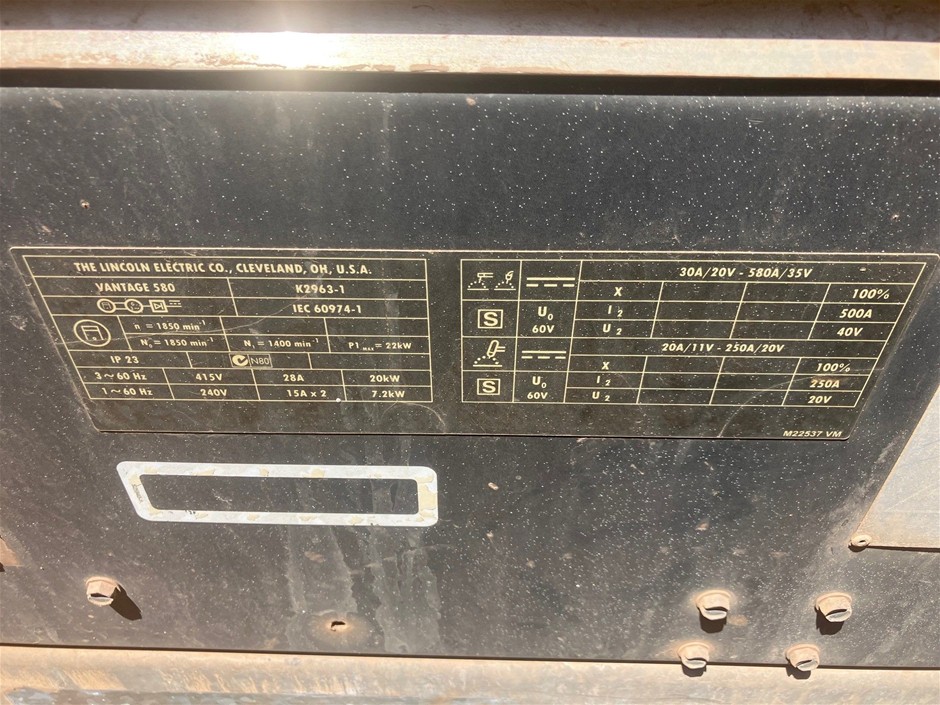 THE LINCOLN ELECTRIC CO., CLEVELAND, OH, U.S.A.
VANTAGE 580 K2963-1
IEC 60974-1
n = 1850 min⁻¹
N₀ = 1850 min⁻¹ N₁ = 1400 min⁻¹ P1 MAX = 22kW
IP 23 N80
3 ~ 60 Hz 415V 28A 20kW
1 ~ 60 Hz 240V 15A x 2 7.2kW
30A/20V - 580A/35V
X 100%
S U₀ 60V I₂ 500A
U₂ 40V
20A/11V - 250A/20V
X 100%
S U₀ 60V I₂ 250A
U₂ 20V
M22537 VM